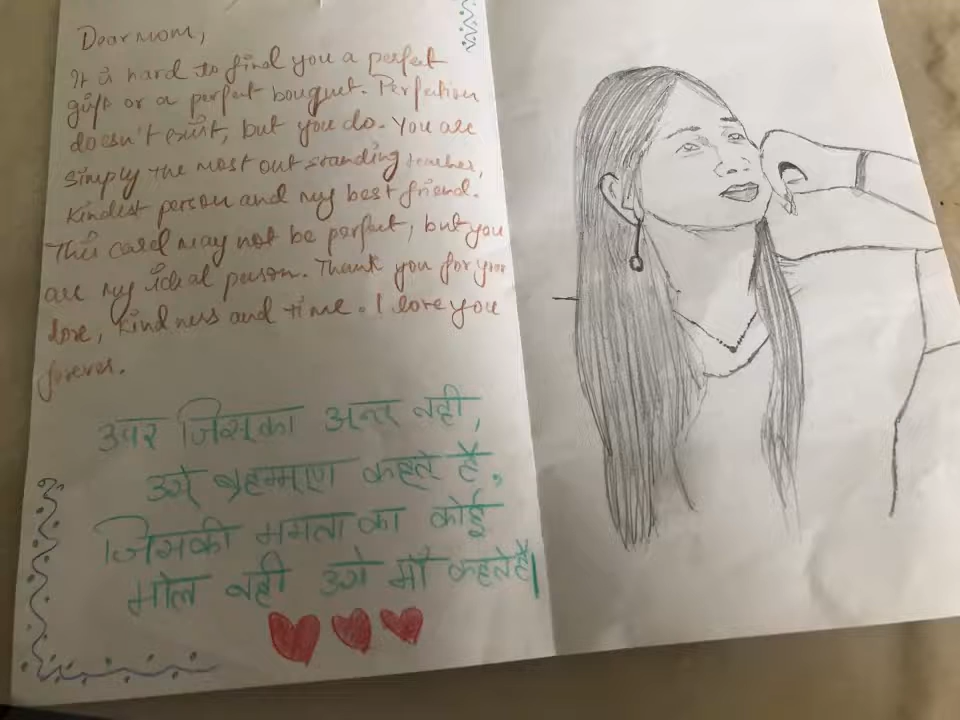 Dear mom,
It is hard to find you a perfect
gift or a perfect bouquet. Perfection
doesn't exist, but you do. You are
simply the most outstanding teacher,
kindest person and my best friend.
This card may not be perfect, but you
are my ideal person. Thank you for your
love, kindness and time. I love you
forever.
उपर जिसका अन्त नही,
उसे ब्रहम्माण कहते है,
जिसकी ममता का कोई
मोल नही उसे माँ कहते है।